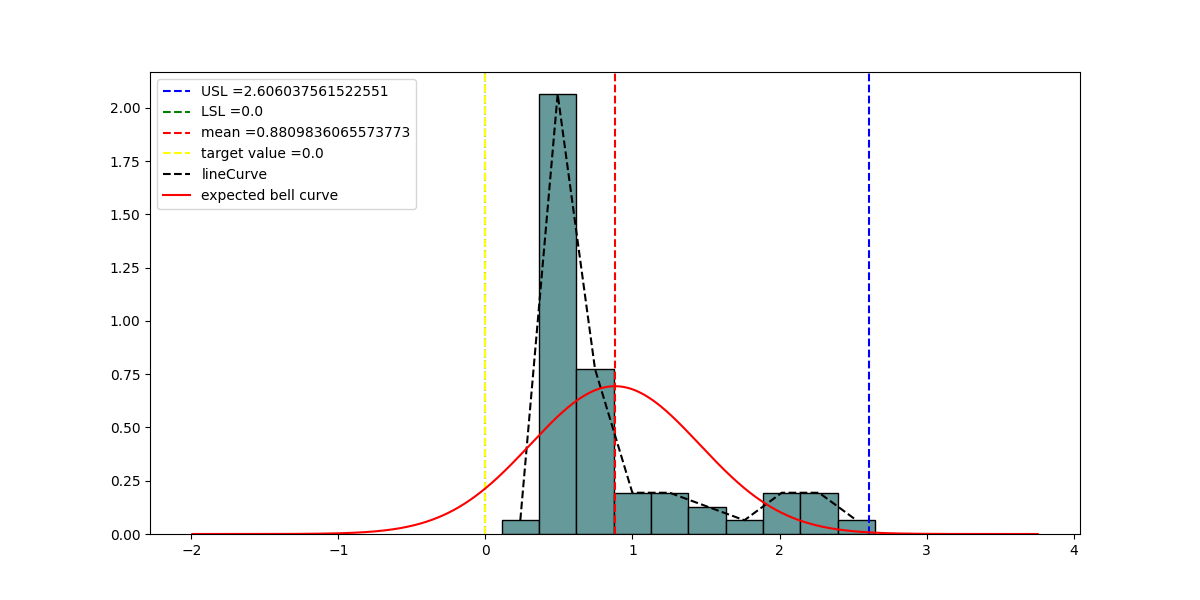 USL =2.606037561522551
LSL =0.0
mean =0.8809836065573773
target value =0.0
lineCurve
expected bell curve
2.00
1.75
1.50
1.25
1.00
0.75
0.50
0.25
0.00
−2 −1 0 1 2 3 4